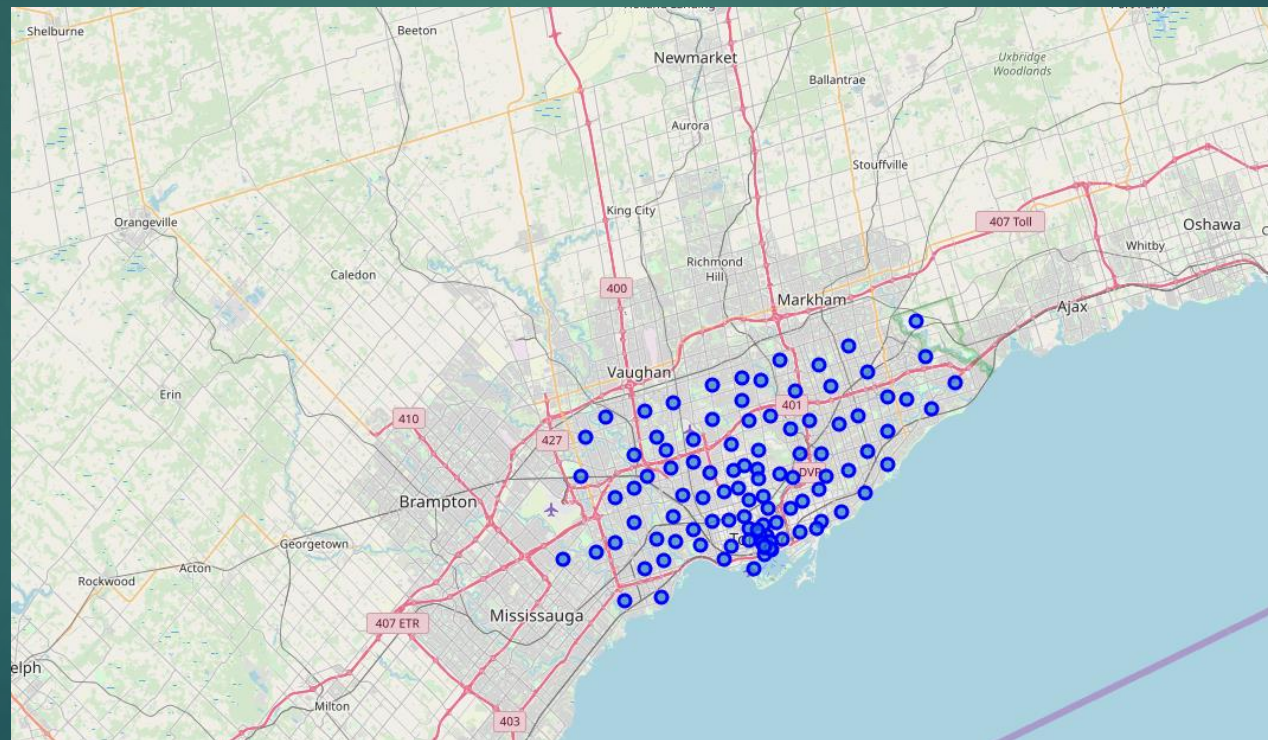 Shelburne
Beeton
Newmarket
Uxbridge
Woodlands
Ballantrae
Aurora
Stouffville
King City
Orangeville
407 Toll
Oshawa
Whitby
Richmond
Hill
Caledon
400
Markham
Ajax
Vaughan
Erin
410
401
427
DVP
Brampton
Georgetown
Acton
Rockwood
Mississauga
407 ETR
elph
Milton
403